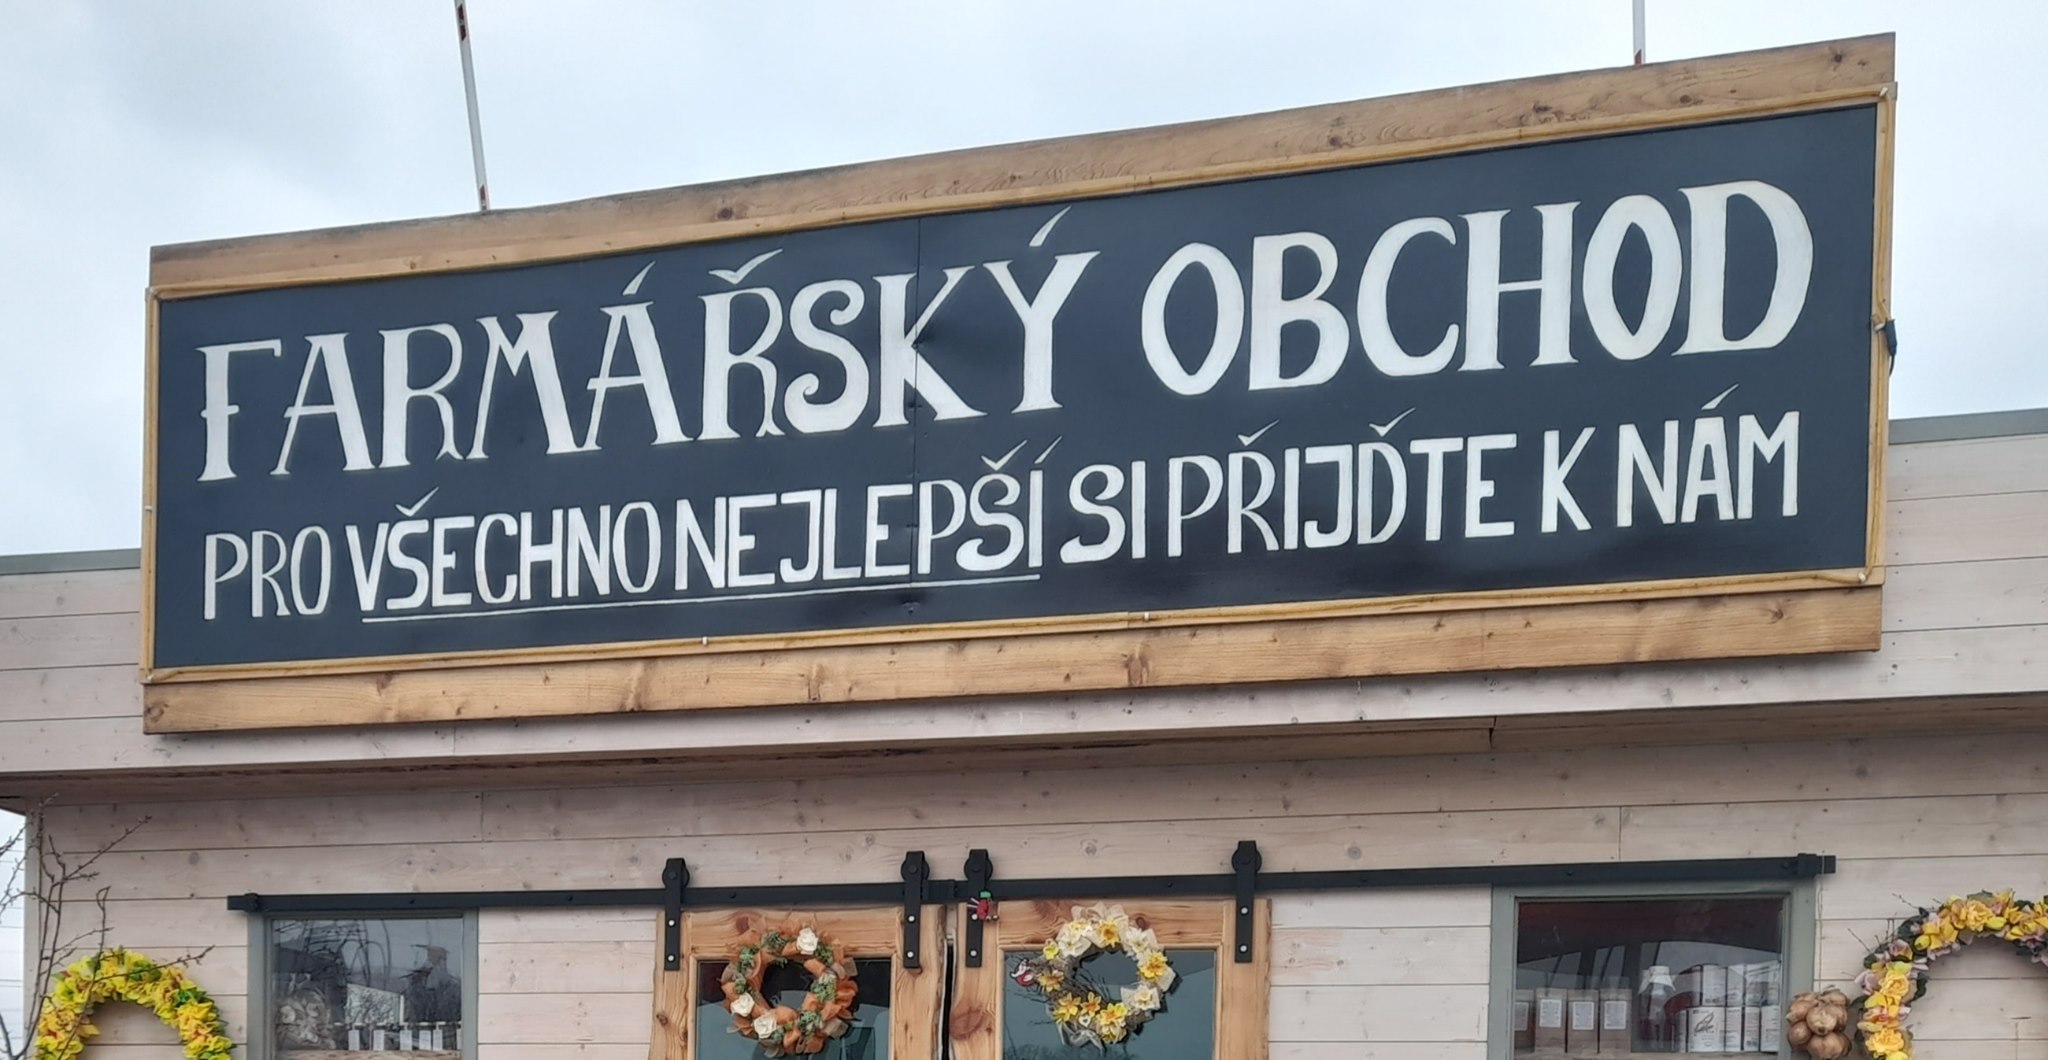 FARMÁŘSKÝ OBCHOD
PRO VŠECHNO NEJLEPŠÍ SI PŘIJĎTE K NÁM